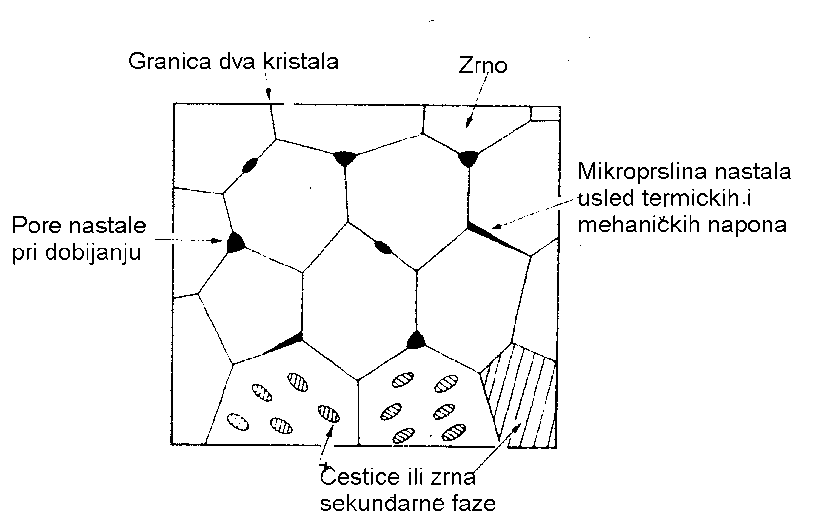 Granica dva kristala
Zrno
Mikroprslina nastala
usled termickih i
mehaničkih napona
Pore nastale
pri dobijanju
Čestice ili zrna
sekundarne faze